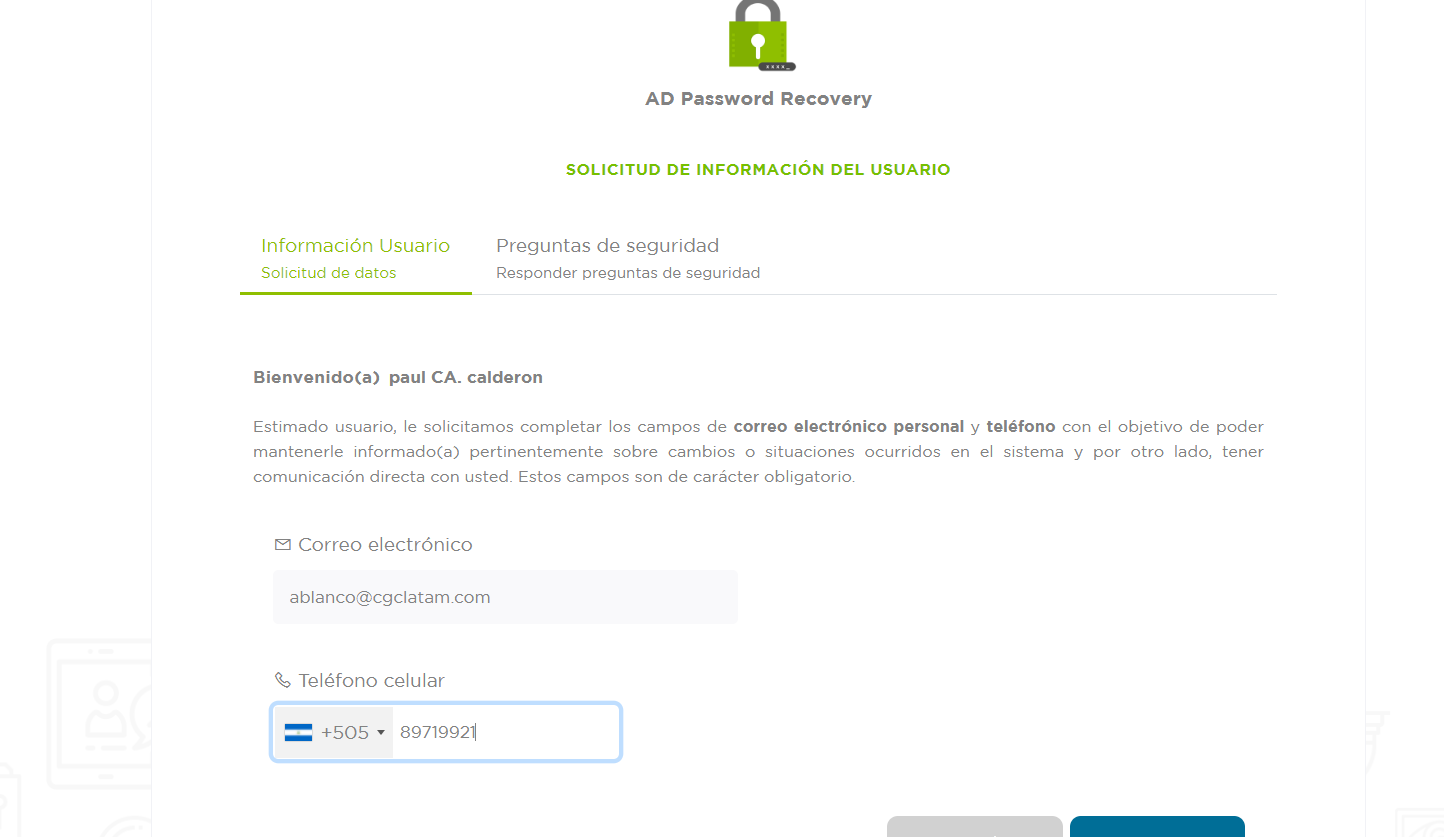 AD Password Recovery
SOLICITUD DE INFORMACIÓN DEL USUARIO
Información Usuario
Solicitud de datos
Preguntas de seguridad
Responder preguntas de seguridad
Bienvenido(a) paul CA. calderon
Estimado usuario, le solicitamos completar los campos de correo electrónico personal y teléfono con el objetivo de poder
mantenerle informado(a) pertinentemente sobre cambios o situaciones ocurridos en el sistema y por otro lado, tener
comunicación directa con usted. Estos campos son de carácter obligatorio.
Correo electrónico
ablanco@cgclatam.com
Teléfono celular
+505 89719921